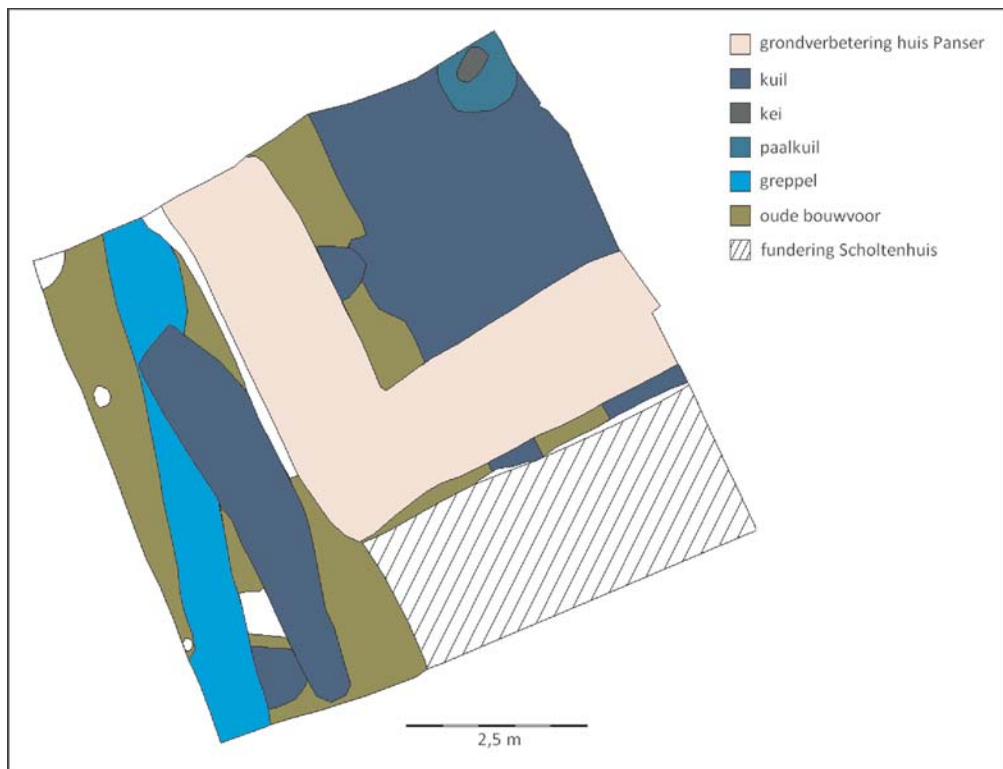 grondverbetering huis Panser
kuil
kei
paalkuil
greppel
oude bouwvoor
fundering Scholtenhuis
2,5 m